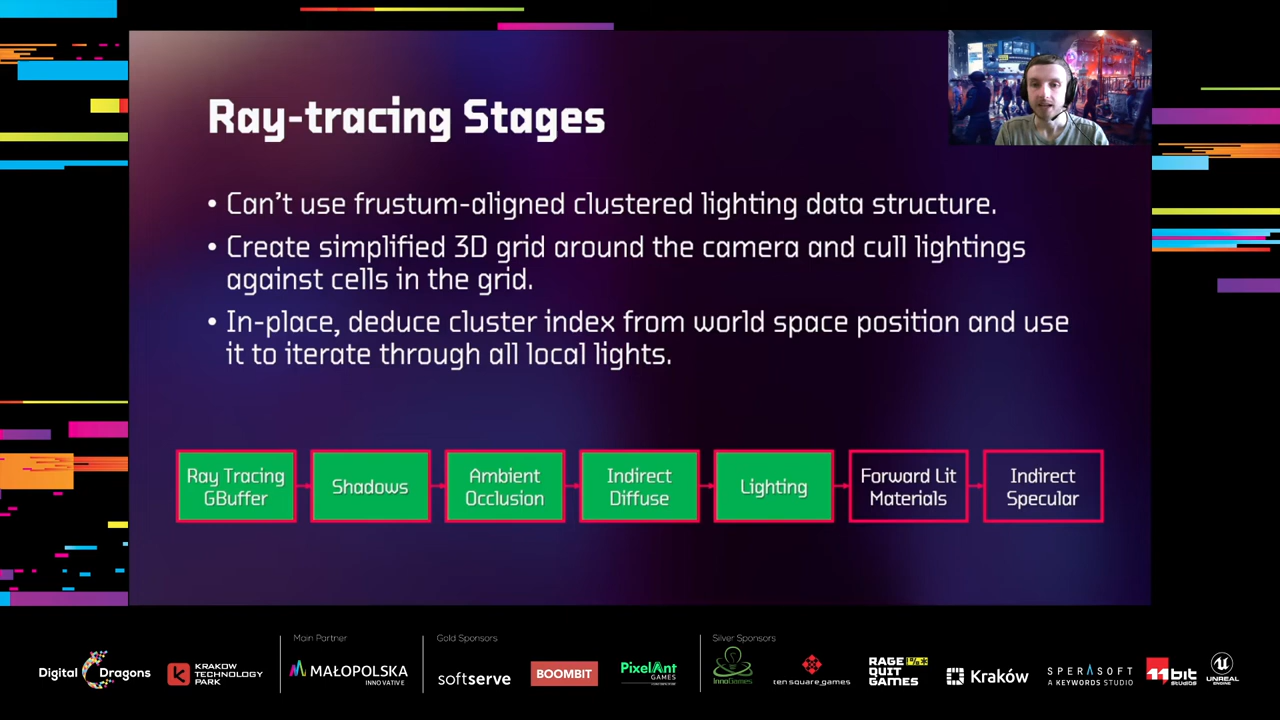 Ray-tracing Stages
• Can't use frustum-aligned clustered lighting data structure.
• Create simplified 3D grid around the camera and cull lightings
against cells in the grid.
• In-place, deduce cluster index from world space position and use
it to iterate through all local lights.
Ray Tracing
GBuffer
Shadows
Ambient
Occlusion
Indirect
Diffuse
Lighting
Forward Lit
Materials
Indirect
Specular
Main Partner
Gold Sponsors
Silver Sponsors
Digital Dragons
KRAKOW
TECHNOLOGY
PARK
MAŁOPOLSKA
INNOVATIVE
softserve
BOOMBIT
PixelAnt
GAMES
InnoGames
ten square games
RAGE
QUIT
GAMES
Kraków
SPERASOFT
A KEYWORDS STUDIO
11 bit
studios
UNREAL
ENGINE